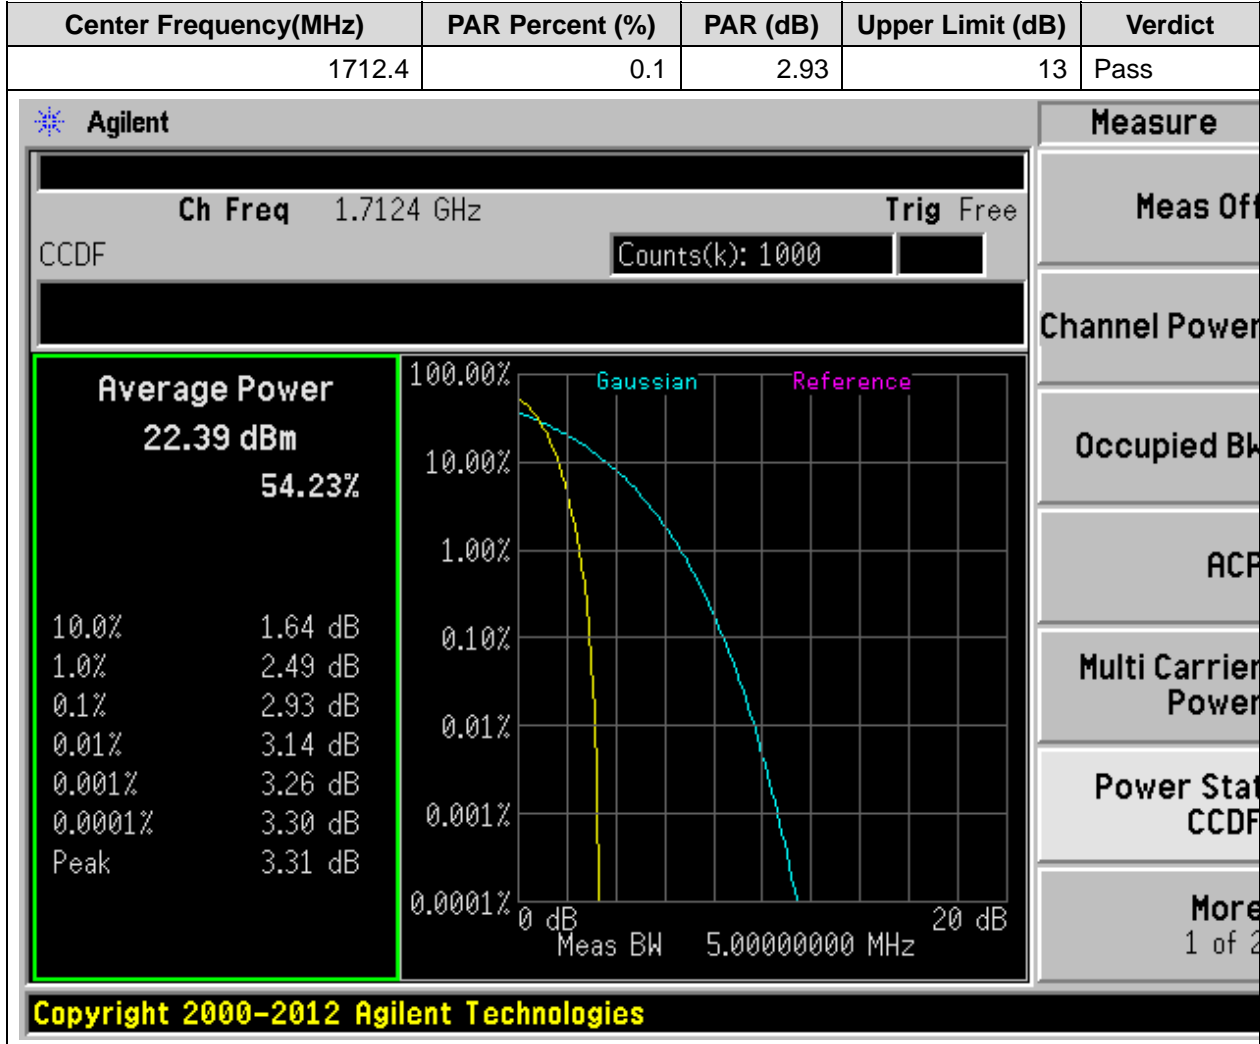 Center Frequency(MHz) PAR Percent (%) PAR (dB) Upper Limit (dB) Verdict
1712.4 0.1 2.93 13 Pass
Agilent
Measure
Ch Freq 1.7124 GHz Trig Free
CCDF Counts(k): 1000
Average Power
22.39 dBm
54.23%
10.0% 1.64 dB
1.0% 2.49 dB
0.1% 2.93 dB
0.01% 3.14 dB
0.001% 3.26 dB
0.0001% 3.30 dB
Peak 3.31 dB
Gaussian Reference
100.00%
10.00%
1.00%
0.10%
0.01%
0.001%
0.0001%
0 dB 20 dB
Meas BW 5.00000000 MHz
Meas Off
Channel Power
Occupied BW
ACP
Multi Carrier
Power
Power Stat
CCDF
More
1 of 2
Copyright 2000-2012 Agilent Technologies